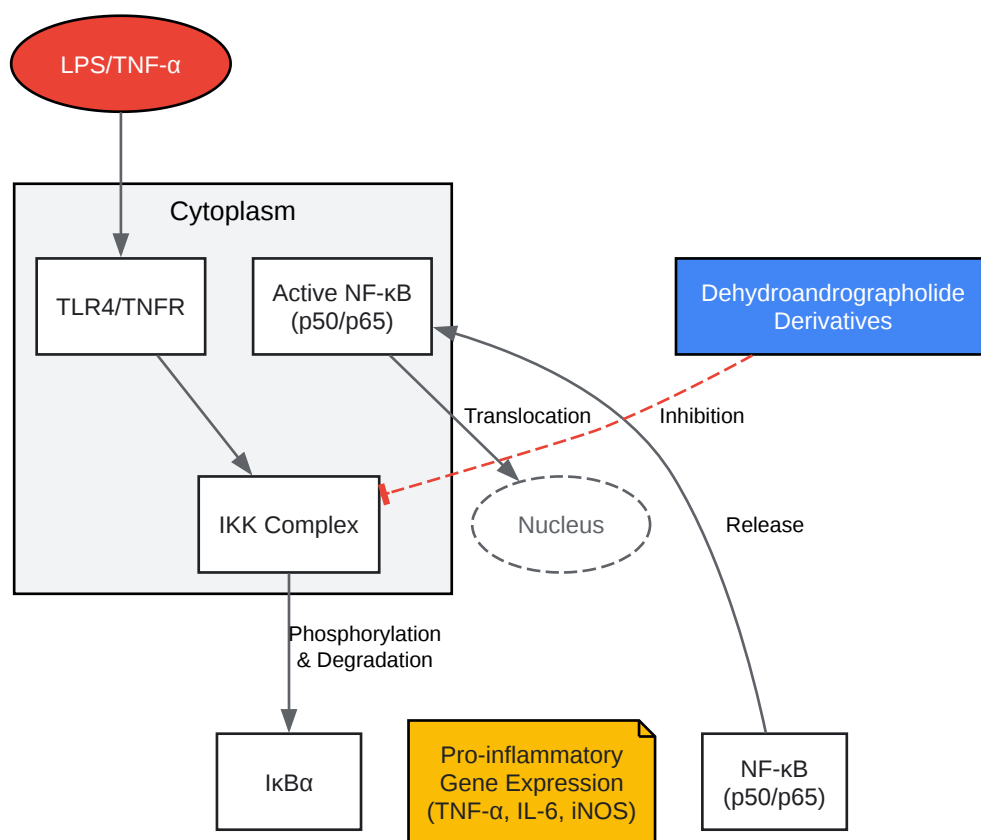 LPS/TNF-α
Cytoplasm
TLR4/TNFR
Active NF-κB
(p50/p65)
Dehydroandrographolide
Derivatives
Translocation
Inhibition
IKK Complex
Nucleus
Release
Phosphorylation
& Degradation
IκBα
Pro-inflammatory
Gene Expression
(TNF-α, IL-6, iNOS)
NF-κB
(p50/p65)